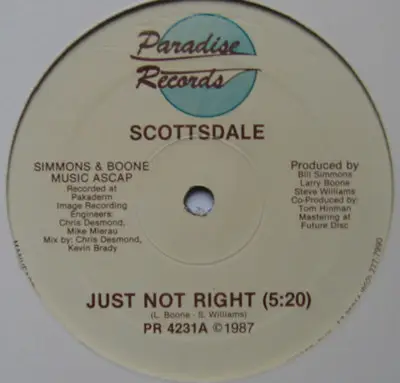 Paradise
Records
SCOTTSDALE
SIMMONS & BOONE
MUSIC ASCAP
Recorded at
Pakaderm
Image Recording
Engineers:
Chris Desmond,
Mike Mierau
Mix by: Chris Desmond,
Kevin Brady
Produced by
Bill Simmons
Larry Boone
Steve Williams
Co-Produced by:
Tom Hinman
Mastering at
Future Disc
JUST NOT RIGHT (5:20)
(L. Boone - S. Williams)
PR 4231A ©1987